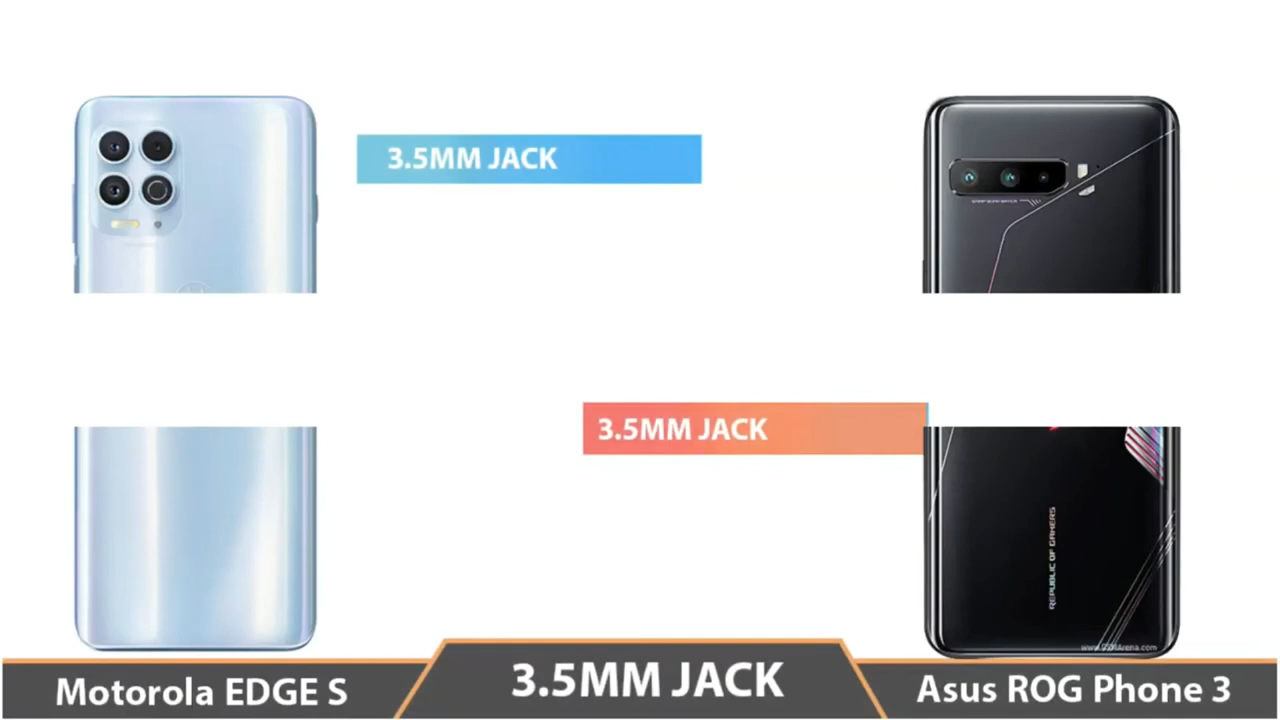 3.5MM JACK
3.5MM JACK
REPUBLIC OF GAMERS
Motorola EDGE S
3.5MM JACK
Asus ROG Phone 3